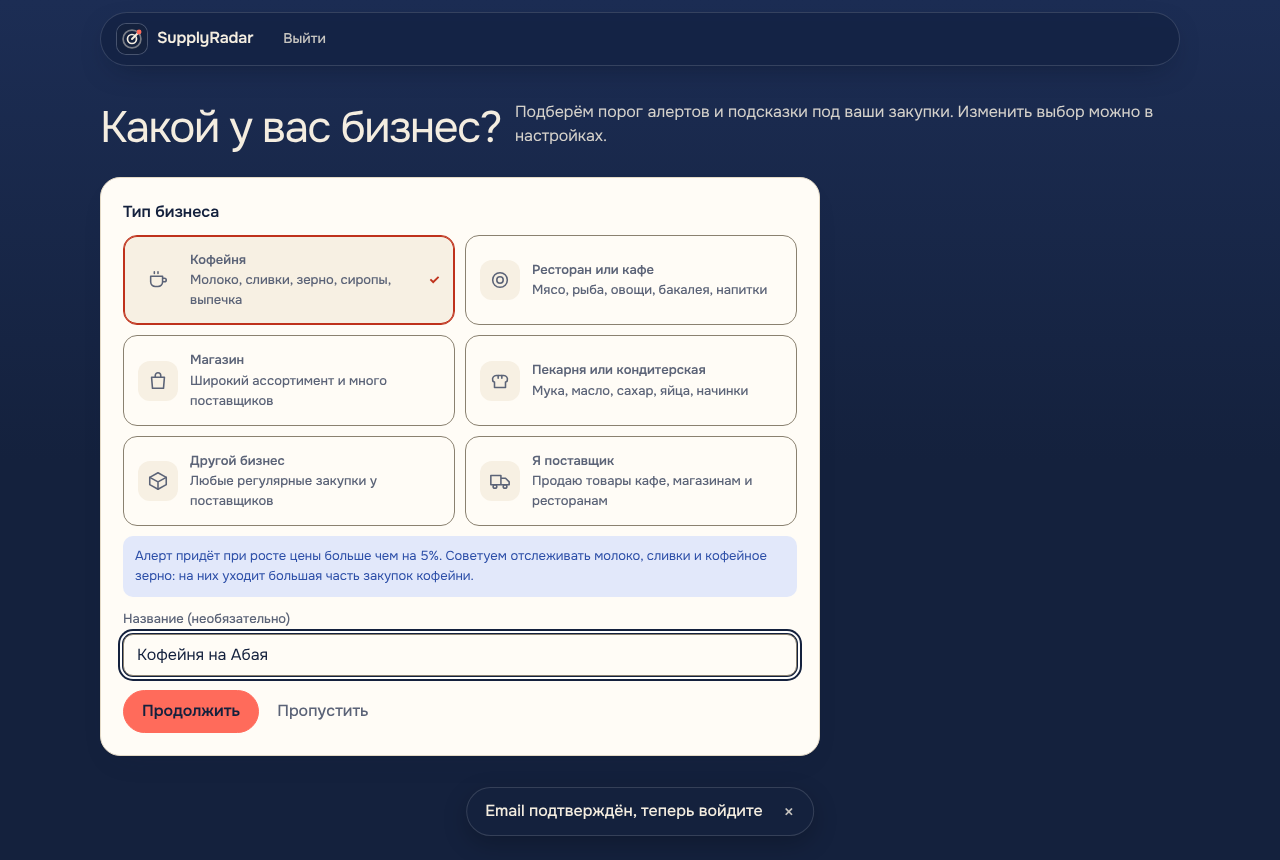 SupplyRadar
Выйти
Какой у вас бизнес?
Подберём порог алертов и подсказки под ваши закупки. Изменить выбор можно в
настройках.
Тип бизнеса
Кофейня
Молоко, сливки, зерно, сиропы,
выпечка
Ресторан или кафе
Мясо, рыба, овощи, бакалея, напитки
Магазин
Широкий ассортимент и много
поставщиков
Пекарня или кондитерская
Мука, масло, сахар, яйца, начинки
Другой бизнес
Любые регулярные закупки у
поставщиков
Я поставщик
Продаю товары кафе, магазинам и
ресторанам
Алерт придёт при росте цены больше чем на 5%. Советуем отслеживать молоко, сливки и кофейное
зерно: на них уходит большая часть закупок кофейни.
Название (необязательно)
Кофейня на Абая
Продолжить
Пропустить
Email подтверждён, теперь войдите